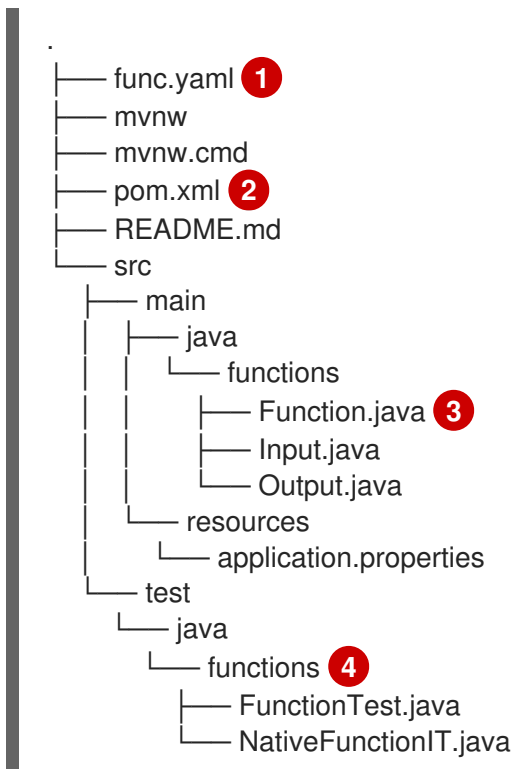 .
├── func.yaml 1
├── mvnw
├── mvnw.cmd
├── pom.xml 2
├── README.md
└── src
    ├── main
    │   ├── java
    │   │   └── functions
    │   │       ├── Function.java 3
    │   │       ├── Input.java
    │   │       └── Output.java
    │   └── resources
    │       └── application.properties
    └── test
        └── java
            └── functions 4
                ├── FunctionTest.java
                └── NativeFunctionIT.java